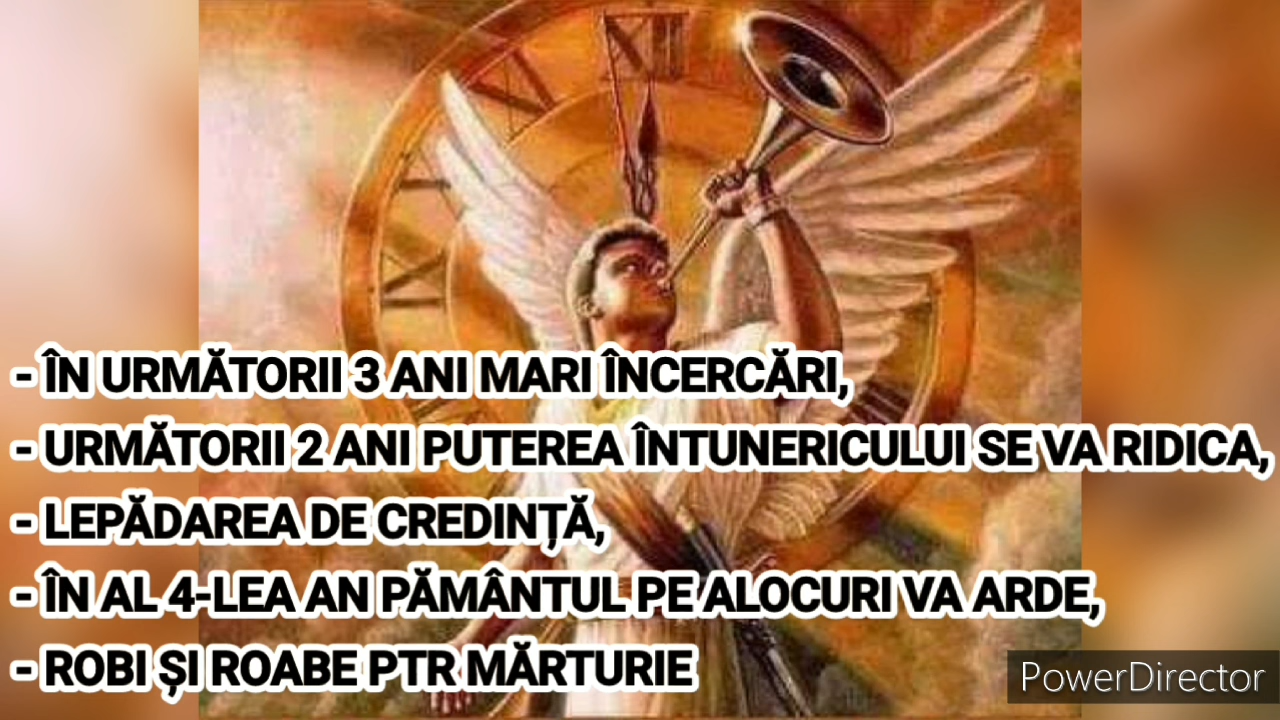 XII
- ÎN URMĂTORII 3 ANI MARI ÎNCERCĂRI,
- URMĂTORII 2 ANI PUTEREA ÎNTUNERICULUI SE VA RIDICA,
- LEPĂDAREA DE CREDINȚĂ,
- ÎN AL 4-LEA AN PĂMÂNTUL PE ALOCURI VA ARDE,
- ROBI ȘI ROABE PTR MĂRTURIE
PowerDirector